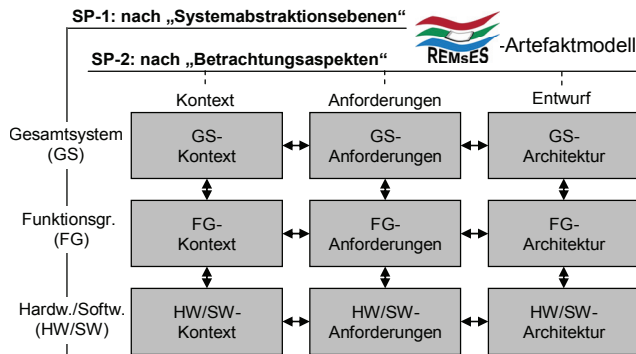 SP-1: nach „Systemabstraktionsebenen“
REMsES
-Artefaktmodell
SP-2: nach „Betrachtungsaspekten“
Kontext
Anforderungen
Entwurf
Gesamtsystem
(GS)
GS-
Kontext
GS-
Anforderungen
GS-
Architektur
Funktionsgr.
(FG)
FG-
Kontext
FG-
Anforderungen
FG-
Architektur
Hardw./Softw.
(HW/SW)
HW/SW-
Kontext
HW/SW-
Anforderungen
HW/SW-
Architektur